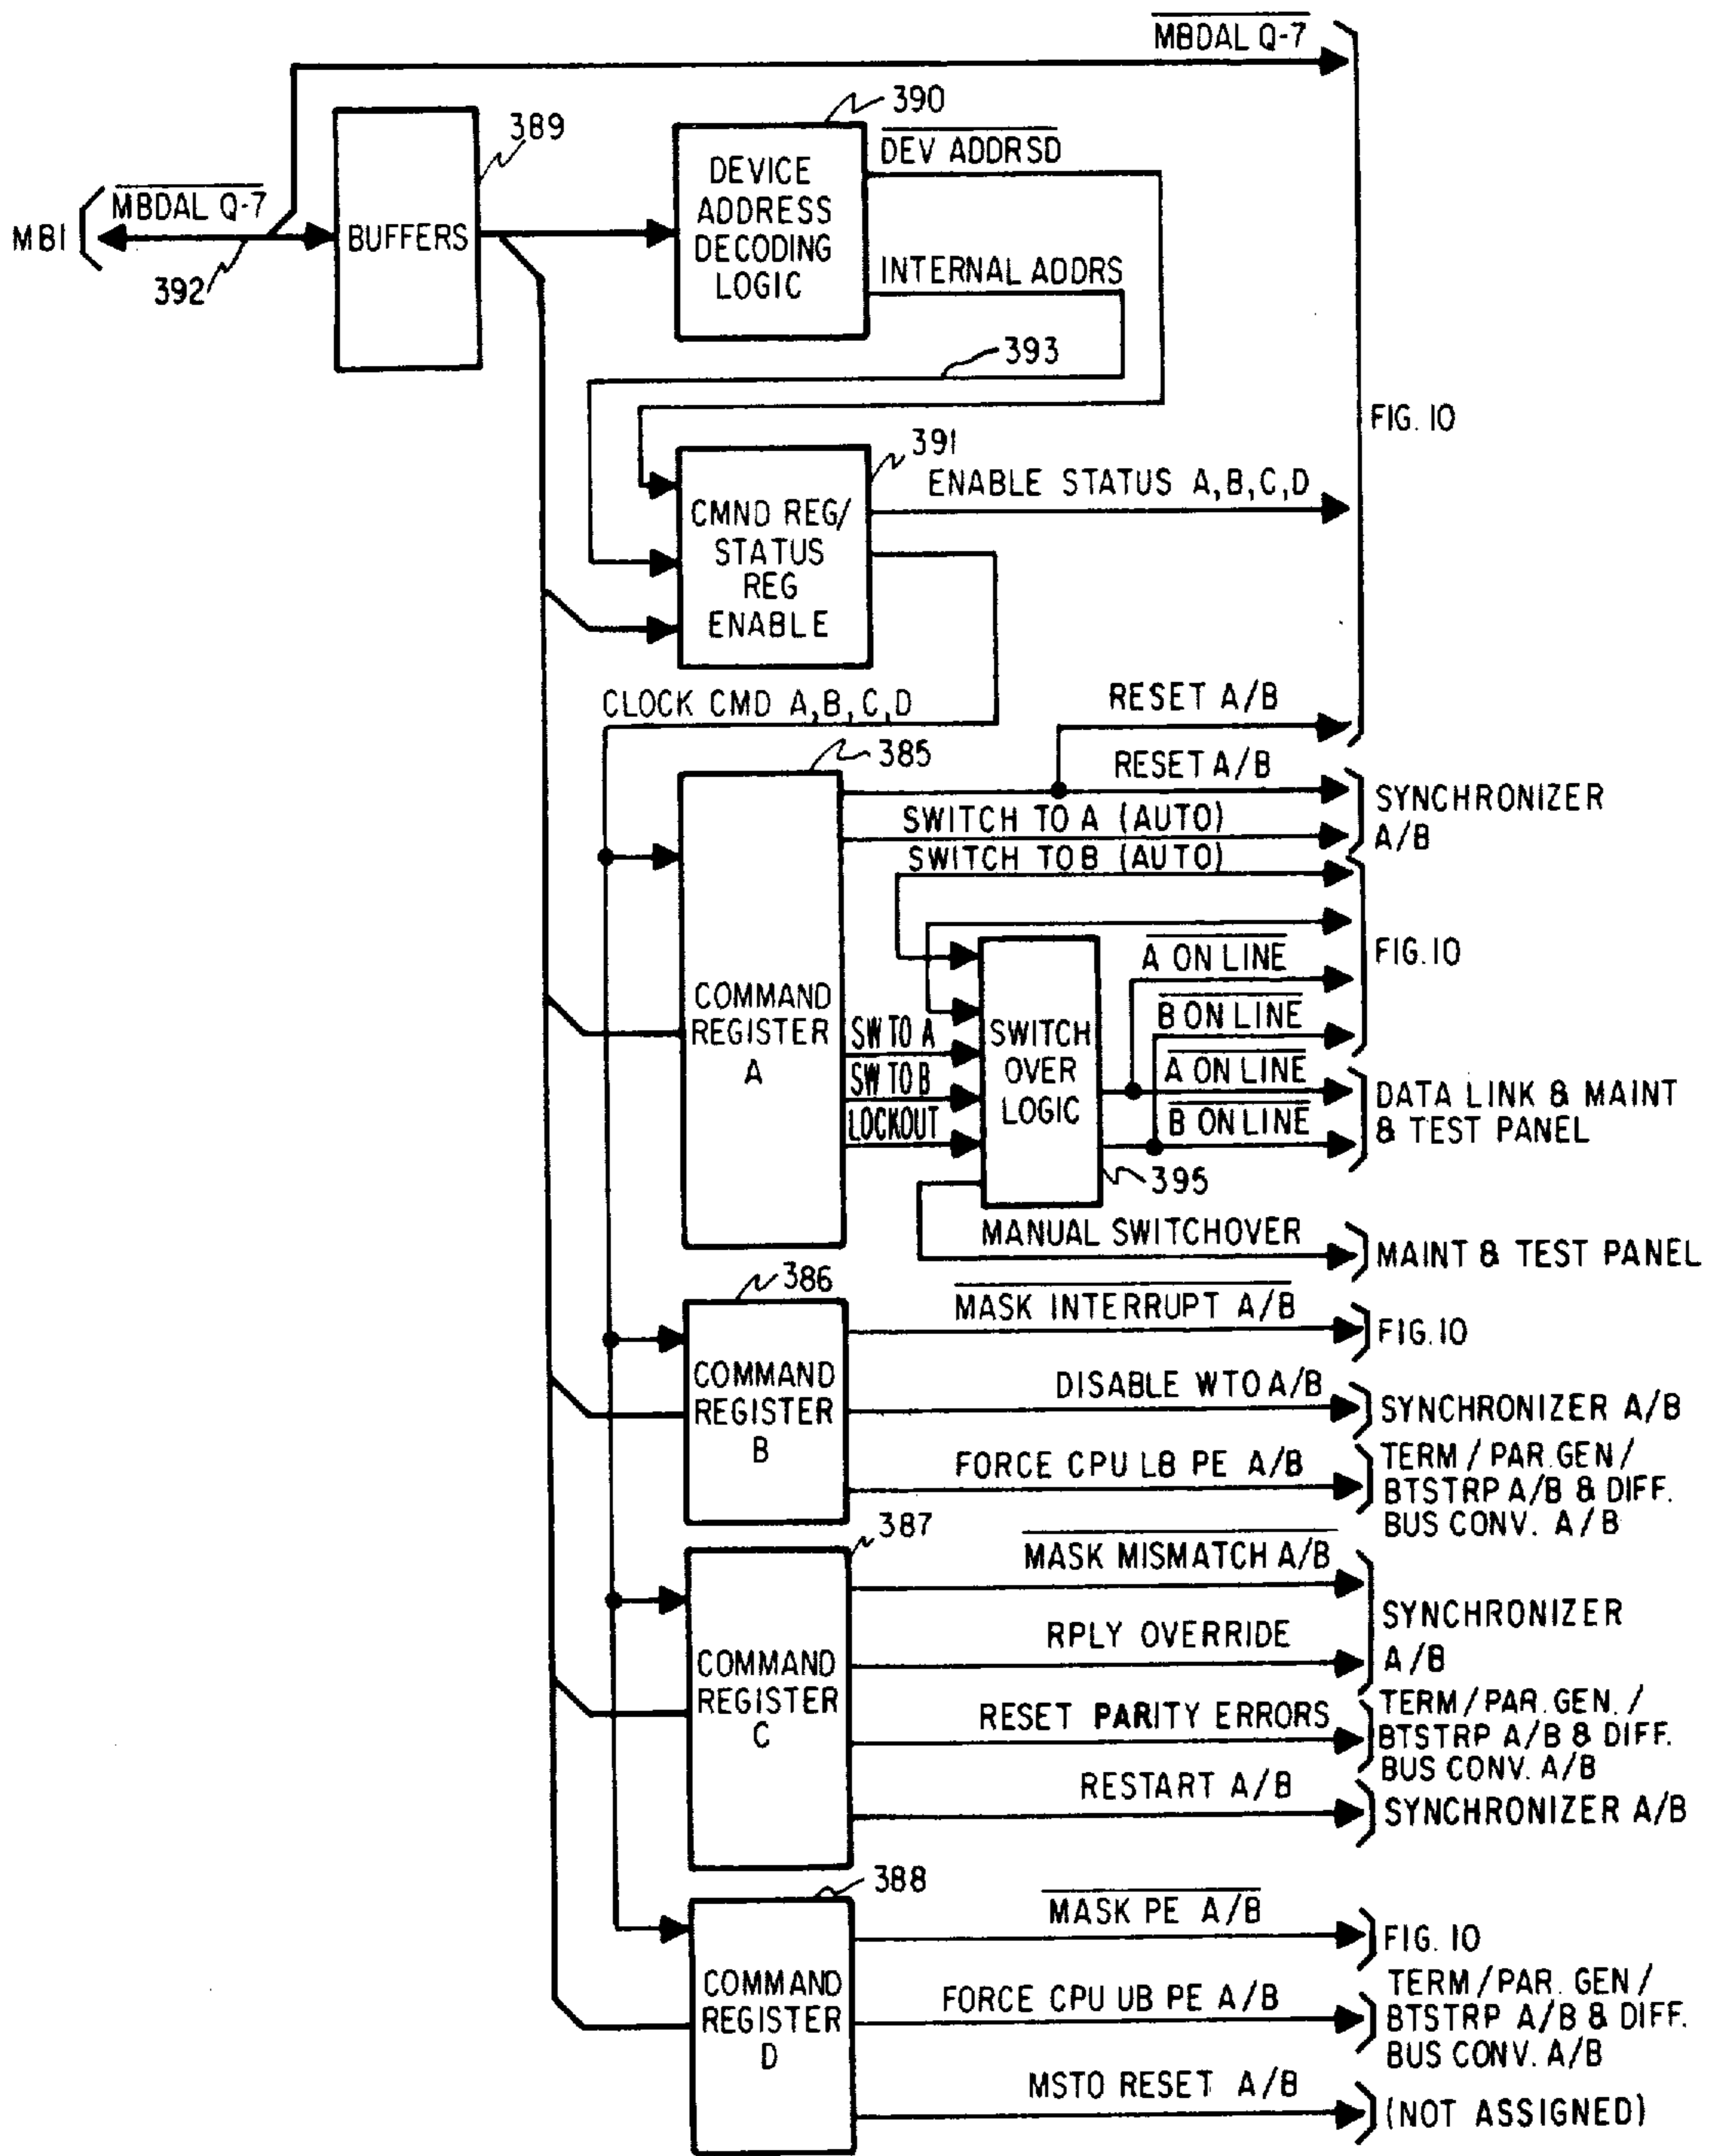 MBDAL Q-7
390
389
DEV ADDRSD
DEVICE
ADDRESS
DECODING
LOGIC
MBI
MBDAL Q-7
BUFFERS
INTERNAL ADDRS
392
393
FIG. 10
391
ENABLE STATUS A,B,C,D
CMND REG/
STATUS
REG
ENABLE
CLOCK CMD A,B,C,D
RESET A/B
385
RESET A/B
SWITCH TO A (AUTO)
SYNCHRONIZER
A/B
SWITCH TO B (AUTO)
FIG. 10
A ON LINE
B ON LINE
COMMAND
REGISTER
A
SW TO A
SW TO B
LOCKOUT
SWITCH
OVER
LOGIC
A ON LINE
B ON LINE
DATA LINK & MAINT
& TEST PANEL
395
MANUAL SWITCHOVER
MAINT & TEST PANEL
386
MASK INTERRUPT A/B
FIG. 10
COMMAND
REGISTER
B
DISABLE WTO A/B
SYNCHRONIZER A/B
FORCE CPU LB PE A/B
TERM / PAR. GEN /
BTSTRP A/B & DIFF.
BUS CONV. A/B
387
MASK MISMATCH A/B
SYNCHRONIZER
A/B
RPLY OVERRIDE
COMMAND
REGISTER
C
RESET PARITY ERRORS
TERM / PAR. GEN. /
BTSTRP A/B & DIFF.
BUS CONV. A/B
RESTART A/B
SYNCHRONIZER A/B
388
MASK PE A/B
FIG. 10
COMMAND
REGISTER
D
FORCE CPU UB PE A/B
TERM / PAR. GEN /
BTSTRP A/B & DIFF.
BUS CONV. A/B
MSTO RESET A/B
(NOT ASSIGNED)